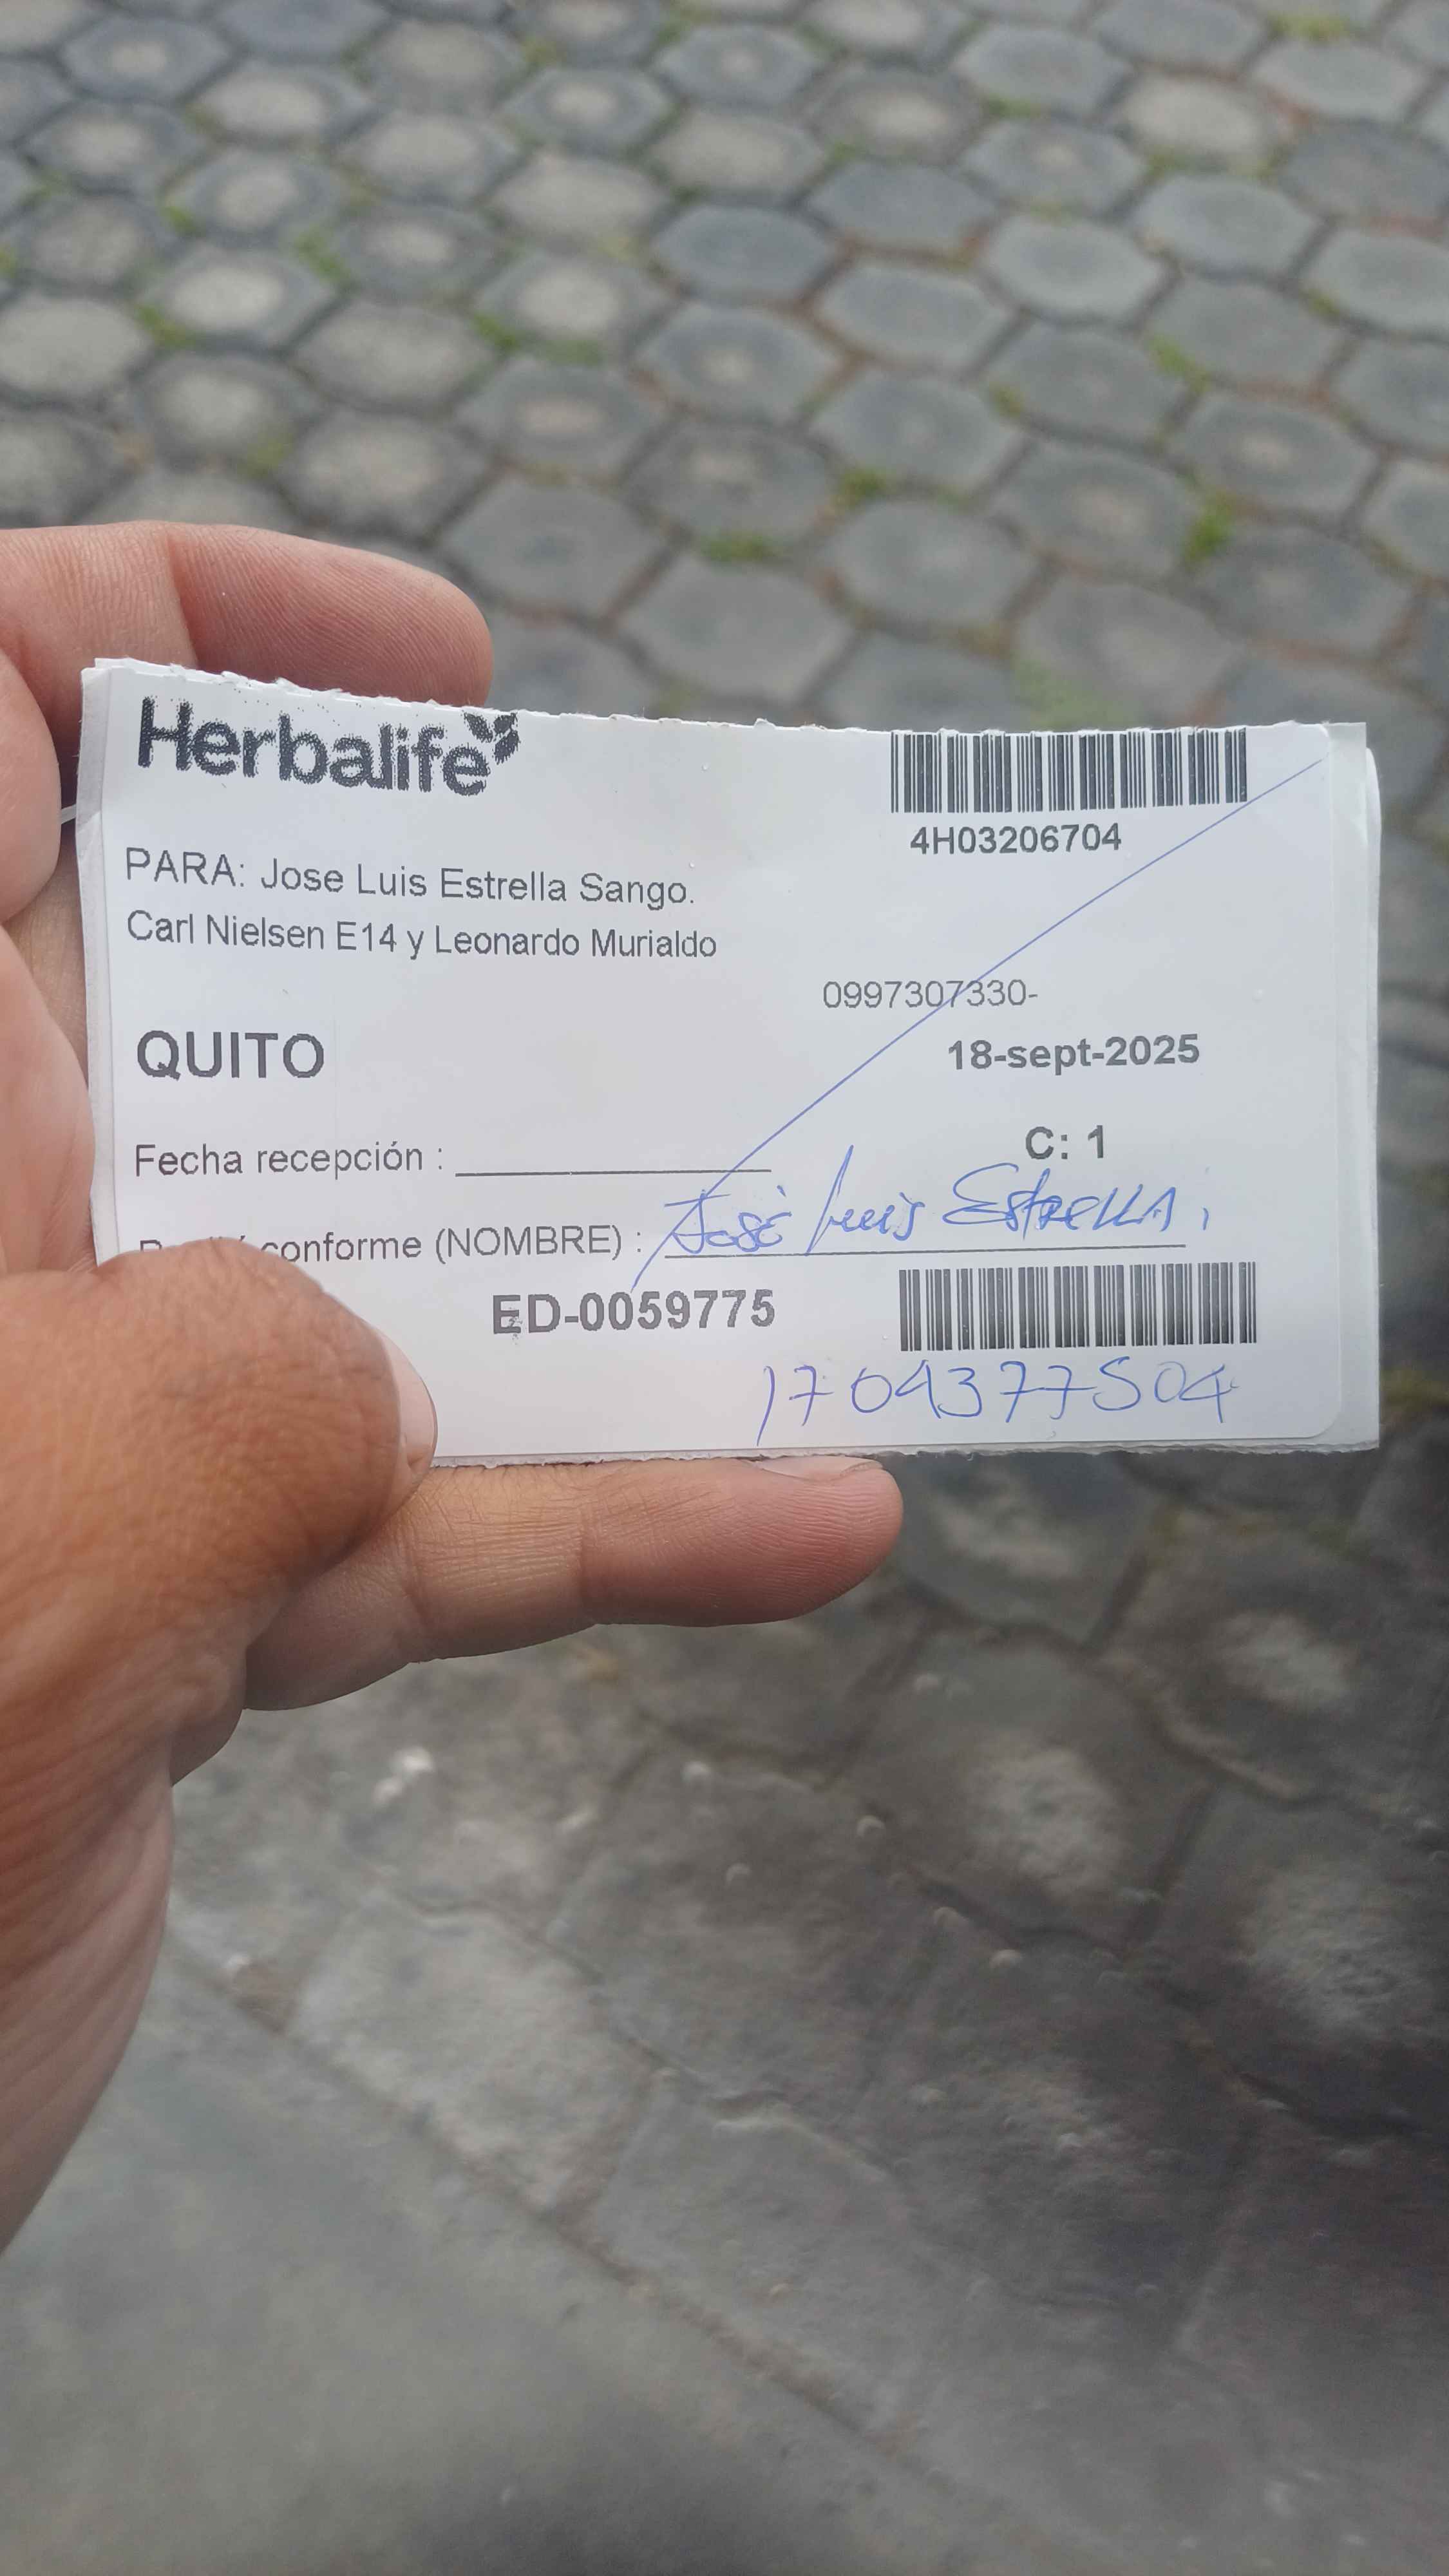 Herbalife
4H03206704
PARA: Jose Luis Estrella Sango.
Carl Nielsen E14 y Leonardo Murialdo
0997307330-
QUITO
18-sept-2025
C: 1
Fecha recepción :
conforme (NOMBRE) : José Luis Estrella.
ED-0059775
1704377504